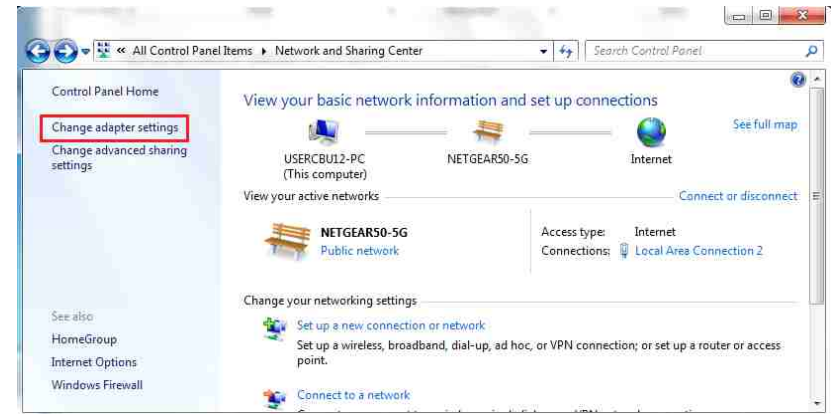 « All Control Panel Items ▸ Network and Sharing Center
Search Control Panel
Control Panel Home
Change adapter settings
Change advanced sharing
settings
See also
HomeGroup
Internet Options
Windows Firewall
View your basic network information and set up connections
See full map
USERCBU12-PC
(This computer)
NETGEAR50-5G
Internet
View your active networks
Connect or disconnect
NETGEAR50-5G
Public network
Access type: Internet
Connections: Local Area Connection 2
Change your networking settings
Set up a new connection or network
Set up a wireless, broadband, dial-up, ad hoc, or VPN connection; or set up a router or access
point.
Connect to a network